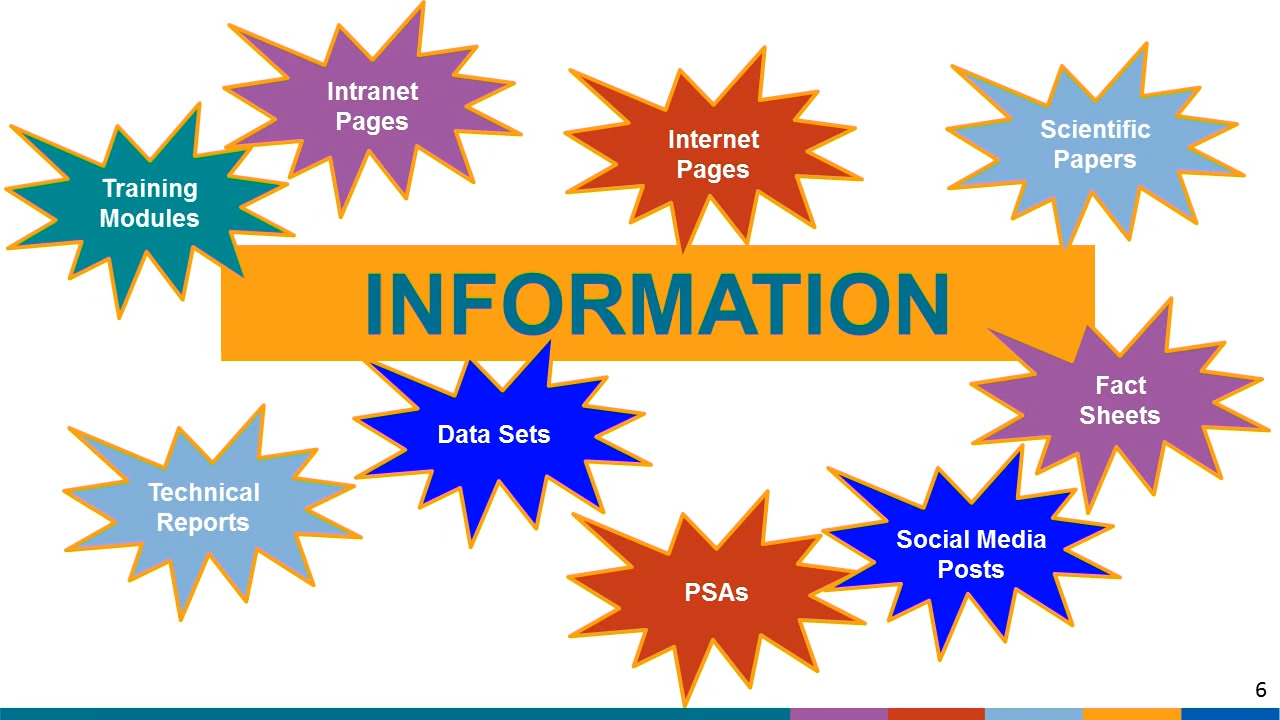 Intranet
Pages
Internet
Pages
Scientific
Papers
Training
Modules
INFORMATION
Fact
Sheets
Data Sets
Technical
Reports
Social Media
Posts
PSAs
6